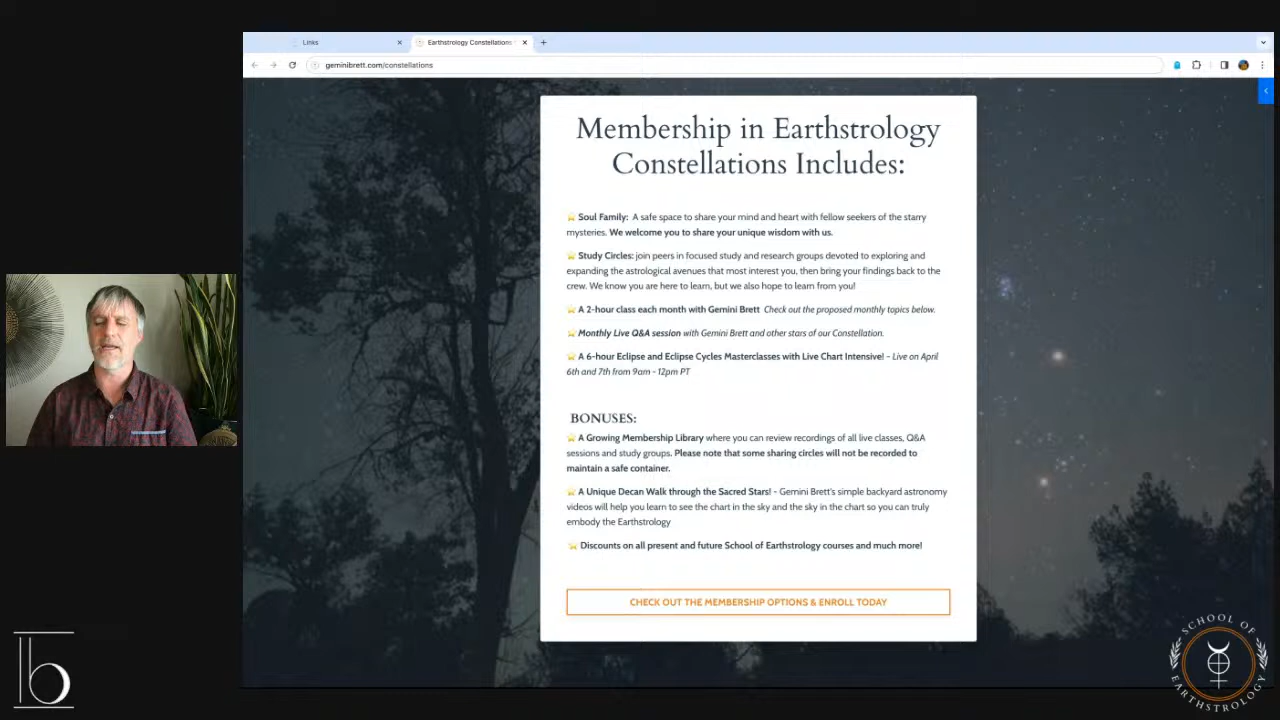 Links
Earthstrology Constellations
geminibrett.com/constellations
Membership in Earthstrology
Constellations Includes:
⭐ Soul Family: A safe space to share your mind and heart with fellow seekers of the starry
mysteries. We welcome you to share your unique wisdom with us.
⭐ Study Circles: join peers in focused study and research groups devoted to exploring and
expanding the astrological avenues that most interest you, then bring your findings back to the
crew. We know you are here to learn, but we also hope to learn from you!
⭐ A 2-hour class each month with Gemini Brett Check out the proposed monthly topics below.
⭐ Monthly Live Q&A session with Gemini Brett and other stars of our Constellation.
⭐ A 6-hour Eclipse and Eclipse Cycles Masterclasses with Live Chart Intensive! - Live on April
6th and 7th from 9am - 12pm PT
BONUSES:
⭐ A Growing Membership Library where you can review recordings of all live classes, Q&A
sessions and study groups. Please note that some sharing circles will not be recorded to
maintain a safe container.
⭐ A Unique Decan Walk through the Sacred Stars! - Gemini Brett's simple backyard astronomy
videos will help you learn to see the chart in the sky and the sky in the chart so you can truly
embody the Earthstrology
⭐ Discounts on all present and future School of Earthstrology courses and much more!
CHECK OUT THE MEMBERSHIP OPTIONS & ENROLL TODAY
b
SCHOOL OF
EARTHSTROLOGY